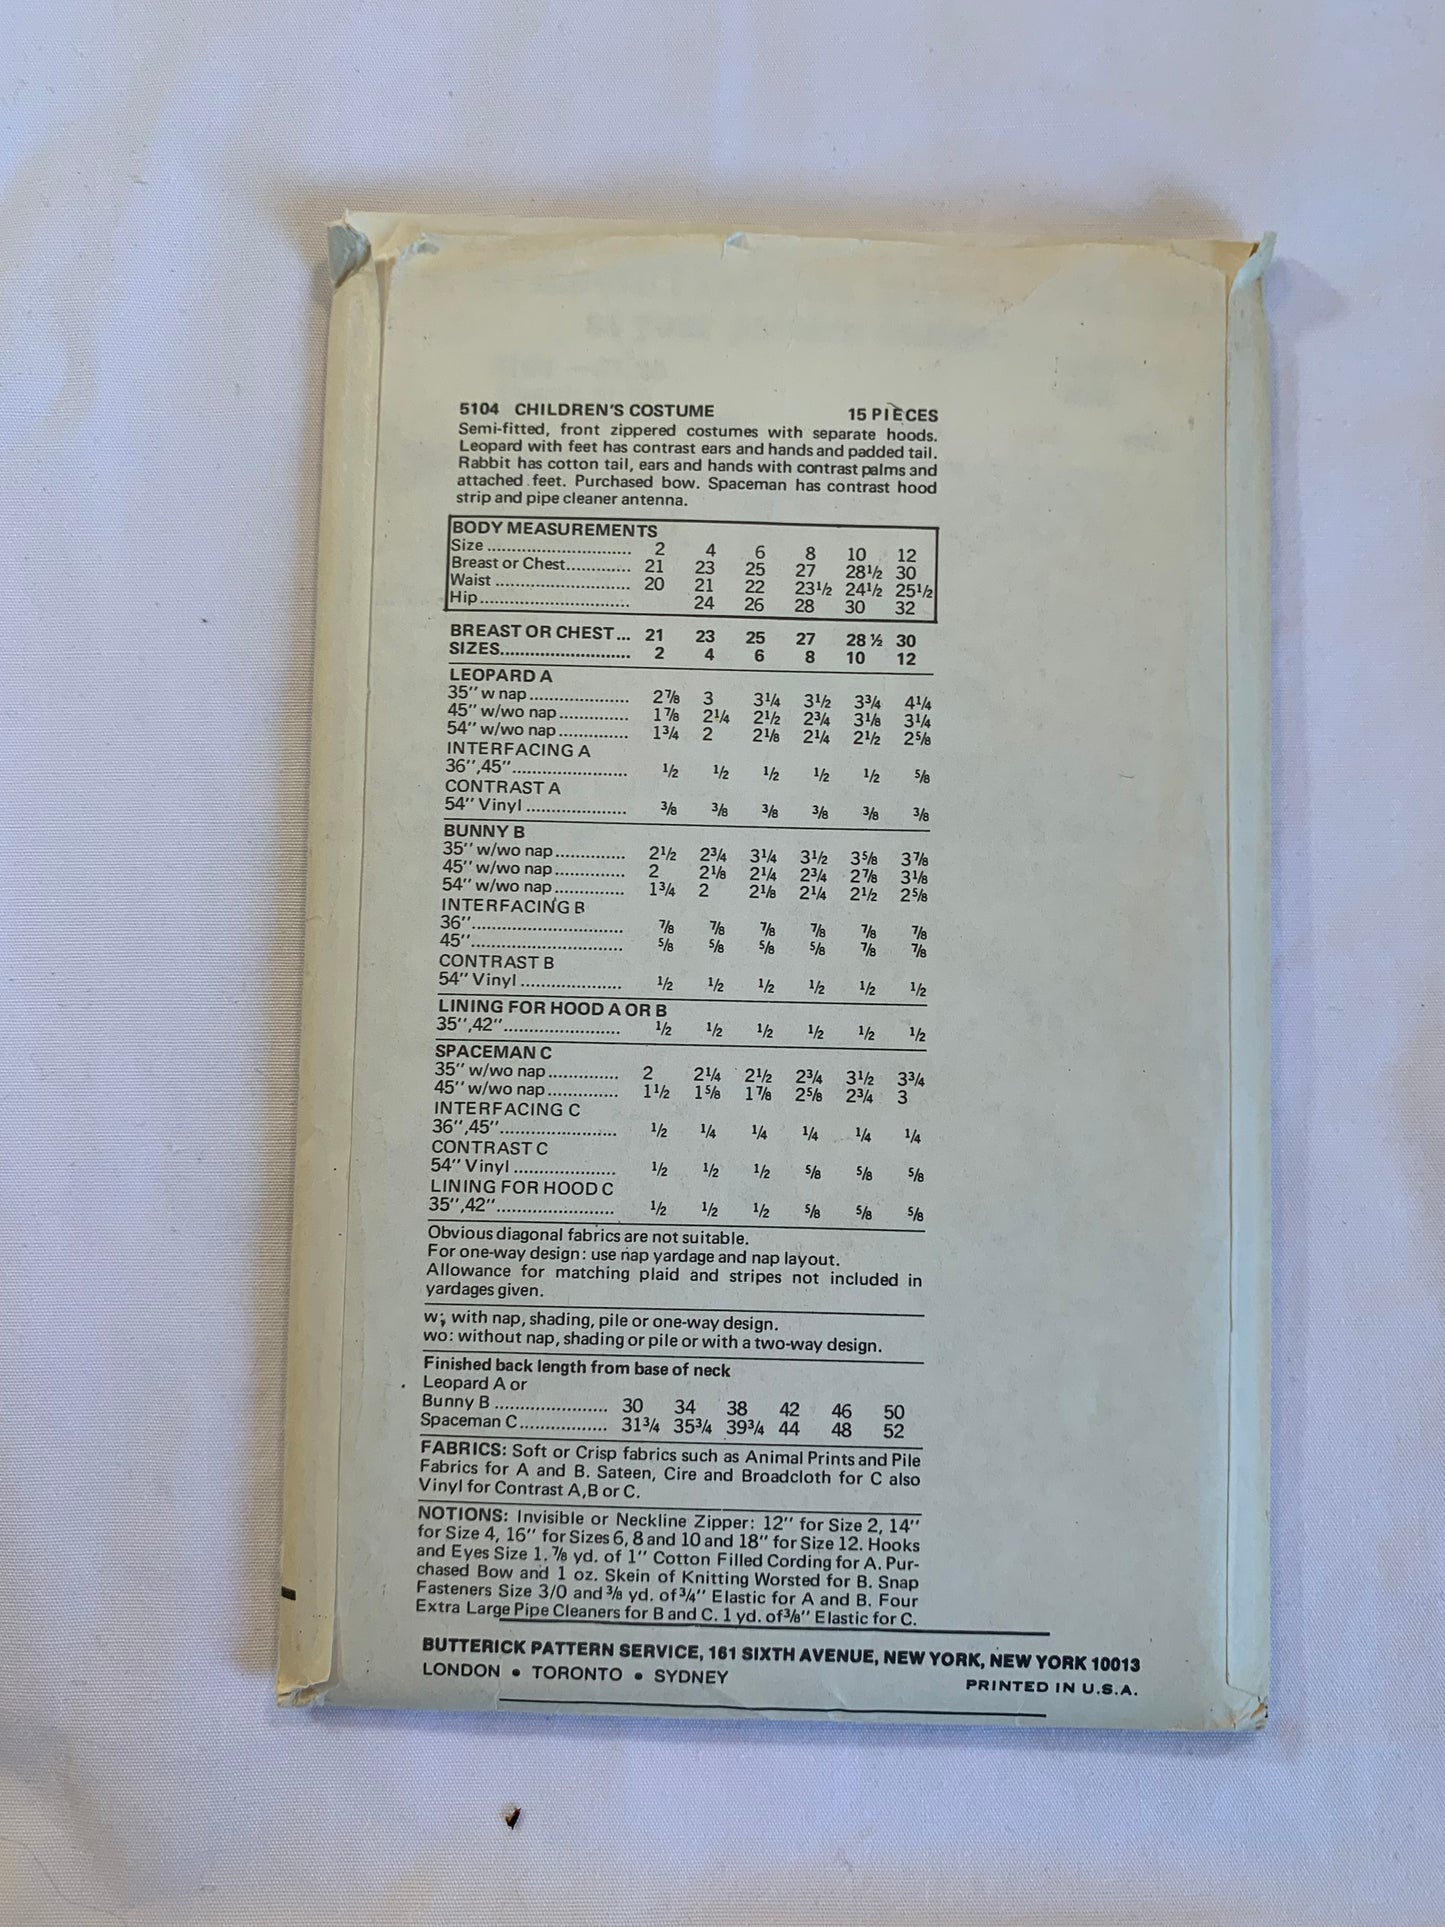 5104 CHILDREN'S COSTUME 15 PIECES
Semi-fitted, front zippered costumes with separate hoods.
Leopard with feet has contrast ears and hands and padded tail.
Rabbit has cotton tail, ears and hands with contrast palms and
attached feet. Purchased bow. Spaceman has contrast hood
strip and pipe cleaner antenna.
BODY MEASUREMENTS
Size ............................. 2 4 6 8 10 12
Breast or Chest............. 21 23 25 27 28½ 30
Waist ............................ 20 21 22 23½ 24½ 25½
Hip ............................... 24 26 28 30 32
BREAST OR CHEST... 21 23 25 27 28 ½ 30
SIZES........................... 2 4 6 8 10 12
LEOPARD A
35" w nap .................... 2⅞ 3 3¼ 3½ 3¾ 4¼
45" w/wo nap .............. 1⅞ 2¼ 2½ 2¾ 3⅛ 3¼
54" w/wo nap .............. 1¾ 2 2⅛ 2¼ 2½ 2⅝
INTERFACING A
36",45"........................ ½ ½ ½ ½ ½ ⅝
CONTRAST A
54" Vinyl .................... ⅜ ⅜ ⅜ ⅜ ⅜ ⅜
BUNNY B
35" w/wo nap .............. 2½ 2¾ 3¼ 3½ 3⅝ 3⅞
45" w/wo nap .............. 2 2⅛ 2¼ 2¾ 2⅞ 3⅛
54" w/wo nap .............. 1¾ 2 2⅛ 2¼ 2½ 2⅝
INTERFACING B
36"............................... ⅞ ⅞ ⅞ ⅞ ⅞ ⅞
45"............................... ⅝ ⅝ ⅝ ⅝ ⅞ ⅞
CONTRAST B
54" Vinyl ..................... ½ ½ ½ ½ ½ ½
LINING FOR HOOD A OR B
35",42"........................ ½ ½ ½ ½ ½ ½
SPACEMAN C
35" w/wo nap .............. 2 2¼ 2½ 2¾ 3½ 3¾
45" w/wo nap .............. 1½ 1⅝ 1⅞ 2⅝ 2¾ 3
INTERFACING C
36",45"........................ ½ ¼ ¼ ¼ ¼ ¼
CONTRAST C
54" Vinyl ..................... ½ ½ ½ ⅝ ⅝ ⅝
LINING FOR HOOD C
35",42"........................ ½ ½ ½ ⅝ ⅝ ⅝
Obvious diagonal fabrics are not suitable.
For one-way design: use nap yardage and nap layout.
Allowance for matching plaid and stripes not included in
yardages given.
w; with nap, shading, pile or one-way design.
wo: without nap, shading or pile or with a two-way design.
Finished back length from base of neck
Leopard A or
Bunny B ....................... 30 34 38 42 46 50
Spaceman C.................. 31¾ 35¾ 39¾ 44 48 52
FABRICS: Soft or Crisp fabrics such as Animal Prints and Pile
Fabrics for A and B. Sateen, Cire and Broadcloth for C also
Vinyl for Contrast A,B or C.
NOTIONS: Invisible or Neckline Zipper: 12" for Size 2, 14"
for Size 4, 16" for Sizes 6, 8 and 10 and 18" for Size 12. Hooks
and Eyes Size 1. ⅞ yd. of 1" Cotton Filled Cording for A. Pur-
chased Bow and 1 oz. Skein of Knitting Worsted for B. Snap
Fasteners Size 3/0 and ⅜ yd. of ¾" Elastic for A and B. Four
Extra Large Pipe Cleaners for B and C. 1 yd. of ⅜" Elastic for C.
BUTTERICK PATTERN SERVICE, 161 SIXTH AVENUE, NEW YORK, NEW YORK 10013
LONDON • TORONTO • SYDNEY PRINTED IN U.S.A.